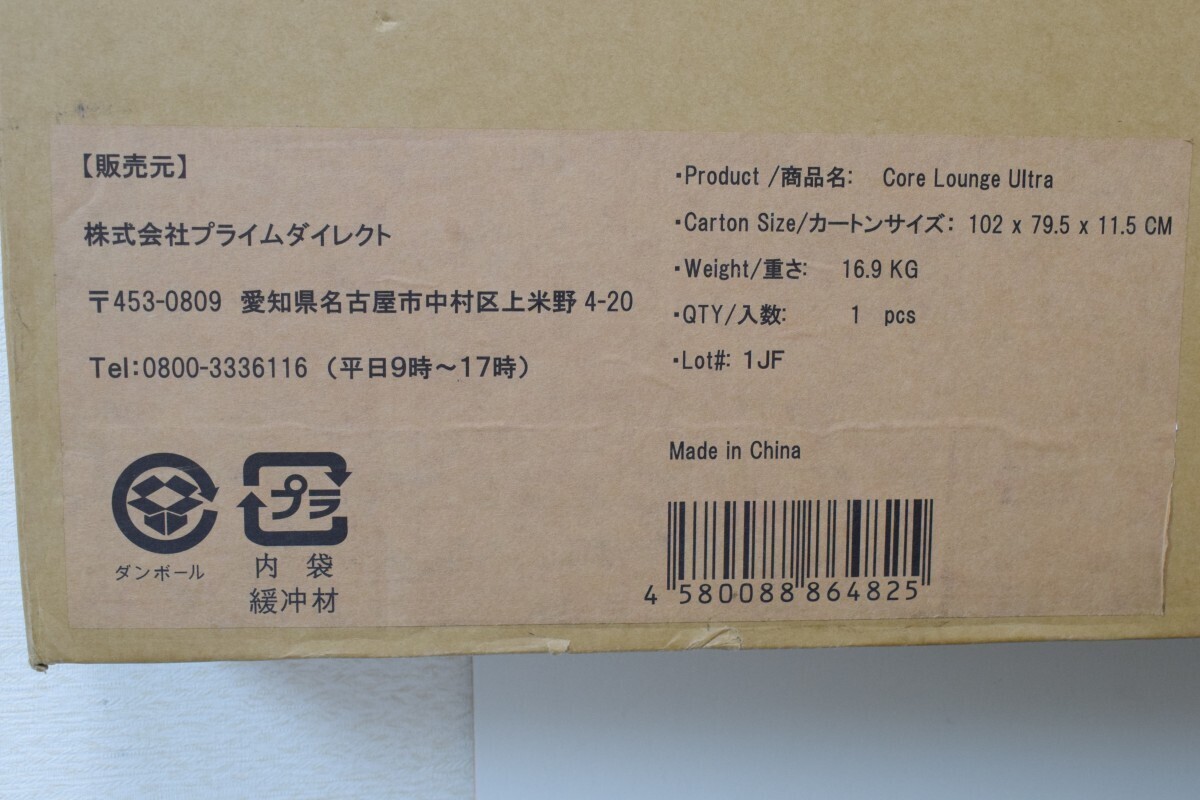 【販売元】
株式会社プライムダイレクト
〒453-0809 愛知県名古屋市中村区上米野 4-20
Tel:0800-3336116 (平日9時～17時)
ダンボール
プラ
内 袋
緩冲材
・Product /商品名: Core Lounge Ultra
・Carton Size/カートンサイズ: 102 x 79.5 x 11.5 CM
・Weight/重さ: 16.9 KG
・QTY/入数: 1 pcs
・Lot#: 1JF
Made in China
4 580088 864825